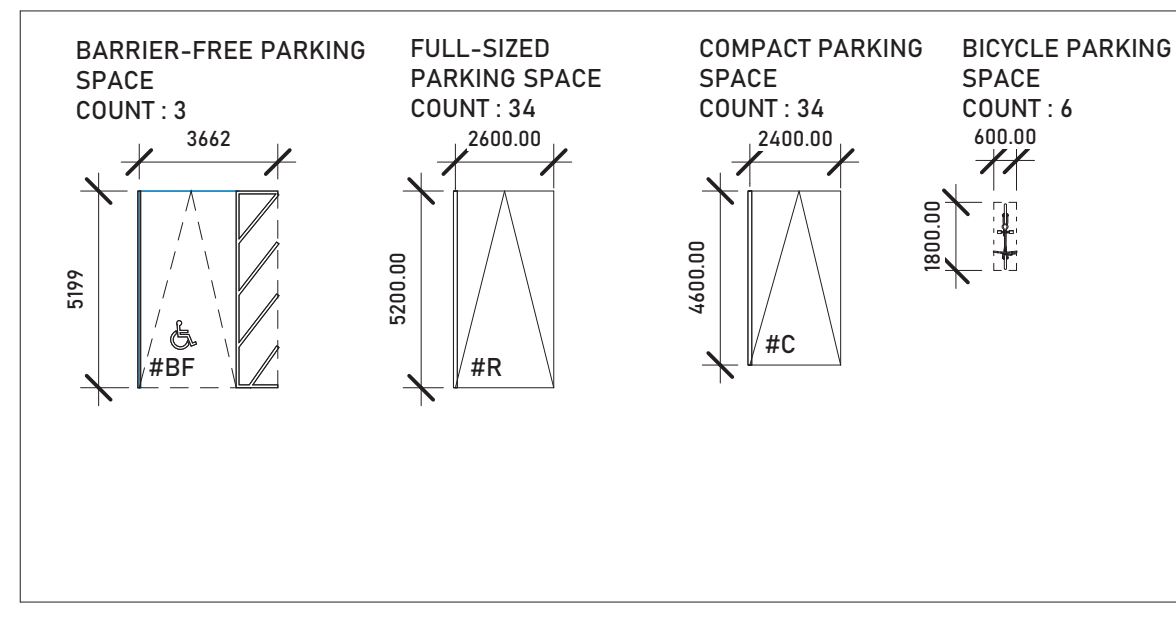 BARRIER-FREE PARKING
SPACE
COUNT : 3
3662
5199
#BF
FULL-SIZED
PARKING SPACE
COUNT : 34
2600.00
5200.00
#R
COMPACT PARKING
SPACE
COUNT : 34
2400.00
4600.00
#C
BICYCLE PARKING
SPACE
COUNT : 6
600.00
1800.00